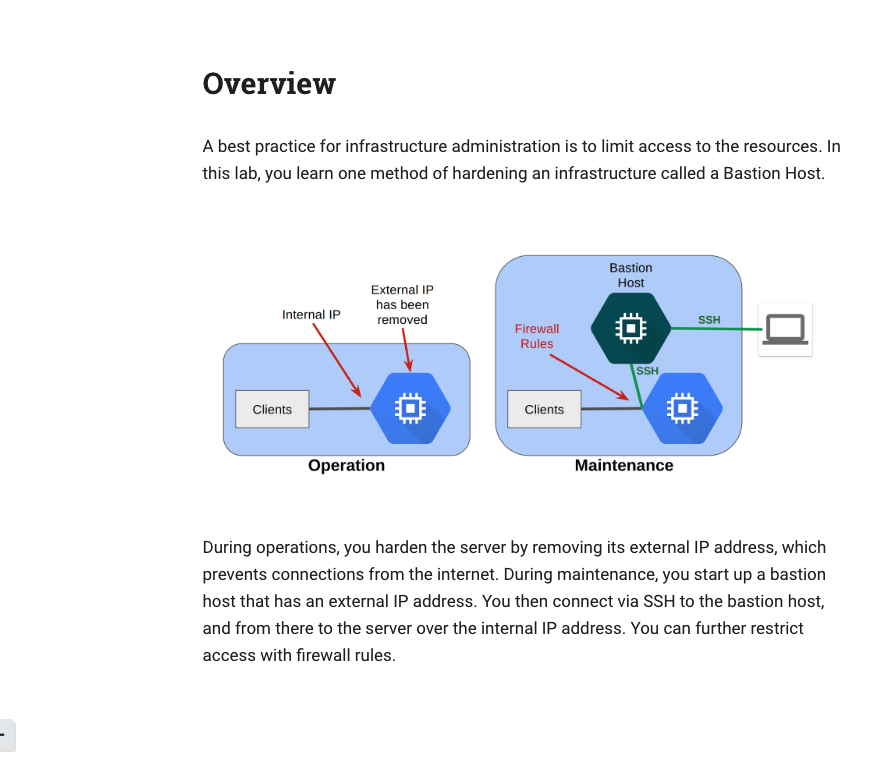 Overview
A best practice for infrastructure administration is to limit access to the resources. In
this lab, you learn one method of hardening an infrastructure called a Bastion Host.
Internal IP
External IP
has been
removed
Clients
Operation
Bastion
Host
Firewall
Rules
SSH
SSH
Clients
Maintenance
During operations, you harden the server by removing its external IP address, which
prevents connections from the internet. During maintenance, you start up a bastion
host that has an external IP address. You then connect via SSH to the bastion host,
and from there to the server over the internal IP address. You can further restrict
access with firewall rules.